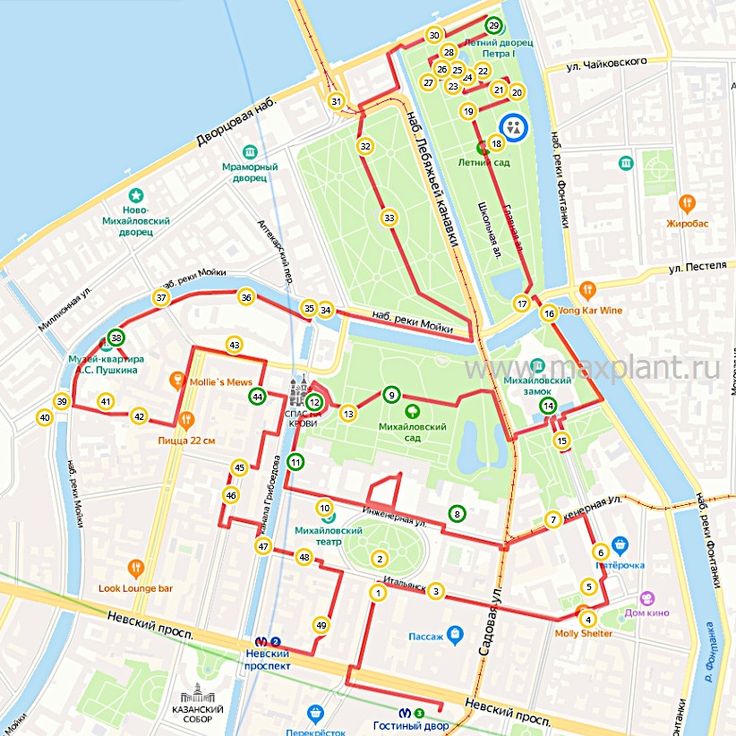 29
30
Летний дворец
Петра I
28
26
25
22
27
23
24
21
20
ул. Чайковского
31
Дворцовая наб.
19
наб. Лебяжьей канавки
32
18
Летний сад
наб. реки Фонтанки
Мраморный
дворец
Ново-
Михайловский
дворец
Аптекарский пер.
33
Школьная ал.
Главная ал.
Жиробас
Миллионная ул.
наб. реки Мойки
ул. Пестеля
37
36
35
34
наб. реки Мойки
17
16
Wong Kar Wine
38
Музей-квартира
А.С. Пушкина
43
www.maxplant.ru
Mollie`s Mews
44
СПАС НА
КРОВИ
12
13
9
Михайловский
сад
Михайловский
замок
14
40
39
41
42
Пицца 22 см
15
наб. реки Мойки
11
45
46
канала Грибоедова
10
Инженерная ул.
8
7
женерная ул.
наб. реки Фонтанки
Михайловский
театр
47
48
2
6
Пятёрочка
Итальянск
5
Look Lounge bar
1
3
4
Molly Shelter
Дом кино
Садовая ул.
Невский просп.
49
Пассаж
р. Фонтанка
2
Невский
проспект
КАЗАНСКИЙ
СОБОР
Перекрёсток
3
Гостиный двор
Невский просп.